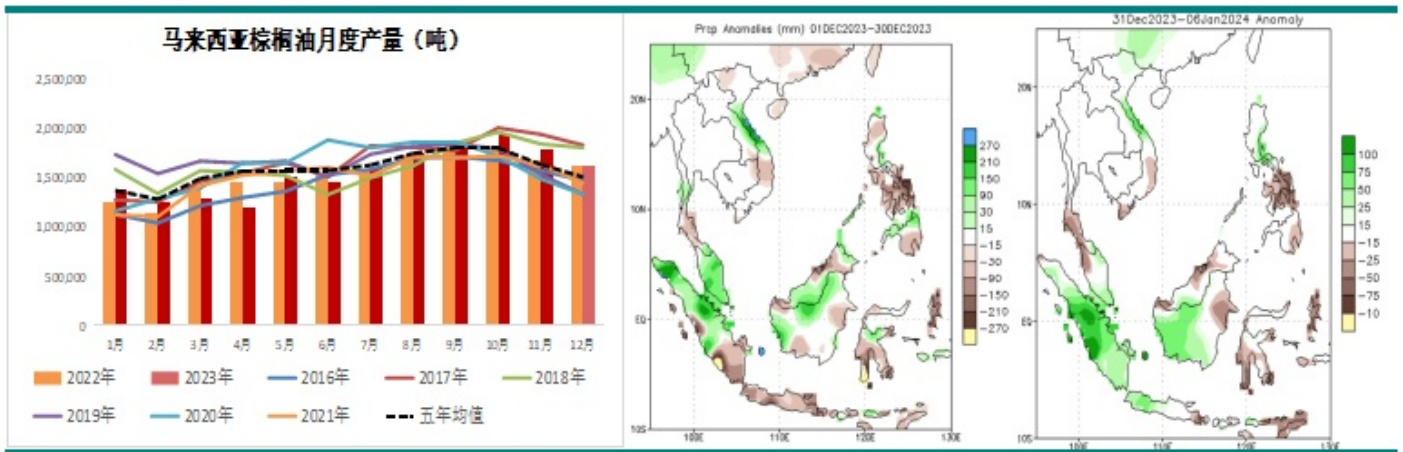 马来西亚棕榈油月度产量（吨）
2,500,000
2,000,000
1,500,000
1,000,000
500,000
0
1月 2月 3月 4月 5月 6月 7月 8月 9月 10月 11月 12月
2022年 2023年 2016年 2017年 2018年
2019年 2020年 2021年 五年均值
Prcp Anomalies (mm) 01DEC2023-30DEC2023
20N
10N
EQ
10S
100E 110E 120E 130E
270
210
150
90
30
15
-15
-30
-90
-150
-210
-270
31Dec2023-06Jan2024 Anomaly
20N
10N
EQ
10S
100E 110E 120E 130E
100
75
50
25
15
-15
-25
-50
-75
-10